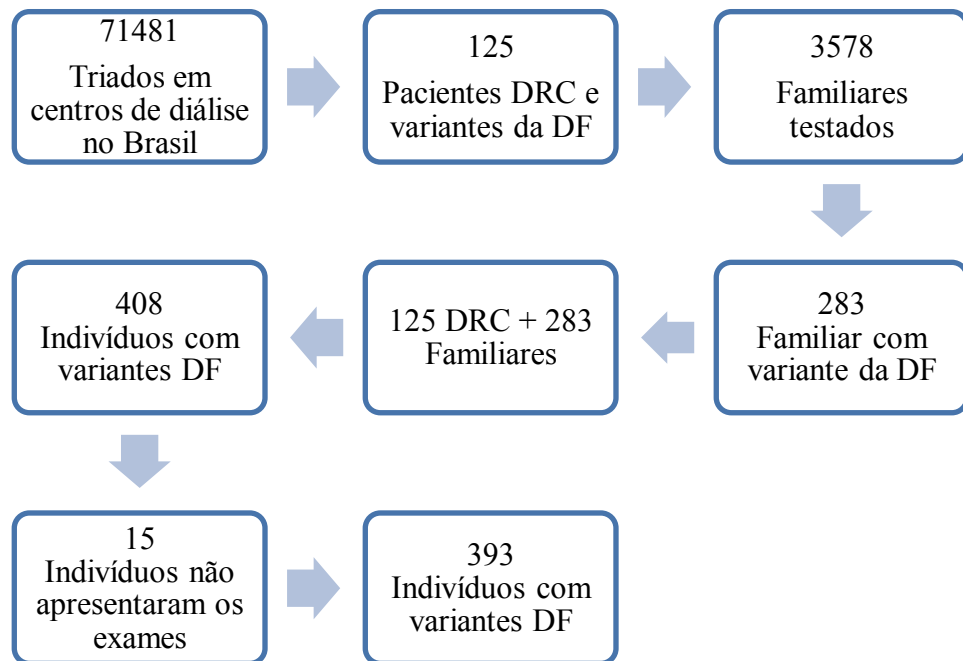 71481
Triados em
centros de diálise
no Brasil
125
Pacientes DRC e
variantes da DF
3578
Familiares
testados
283
Familiar com
variante da DF
125 DRC + 283
Familiares
408
Indivíduos com
variantes DF
15
Indivíduos não
apresentaram os
exames
393
Indivíduos com
variantes DF